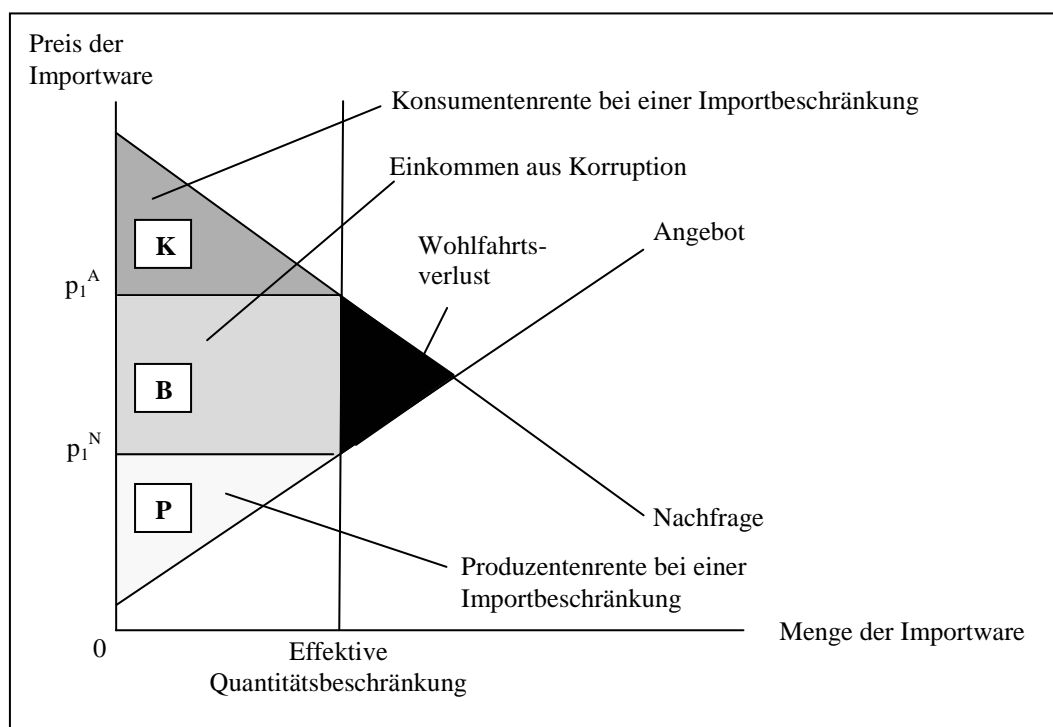 Preis der
Importware
Konsumentenrente bei einer Importbeschränkung
Einkommen aus Korruption
Wohlfahrts-
verlust
Angebot
K
p₁ᴬ
B
p₁ᴺ
P
Nachfrage
Produzentenrente bei einer
Importbeschränkung
0
Effektive
Quantitätsbeschränkung
Menge der Importware